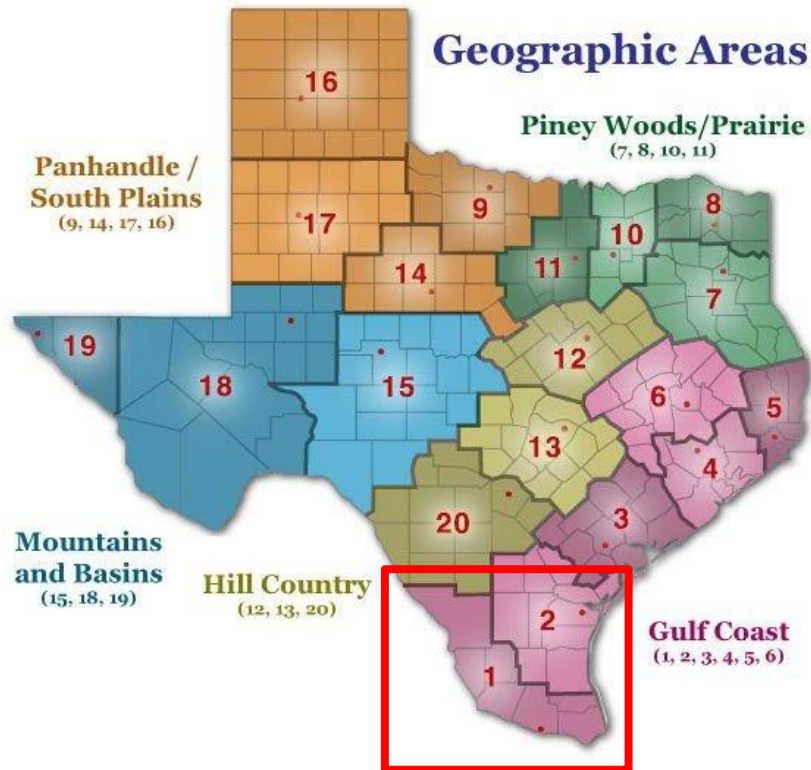 Geographic Areas
16
Piney Woods/Prairie
(7, 8, 10, 11)
Panhandle /
South Plains
(9, 14, 17, 16)
9
8
17
10
11
14
7
19
12
18
15
6
5
13
4
20
3
Mountains
and Basins
(15, 18, 19)
Hill Country
(12, 13, 20)
2
Gulf Coast
(1, 2, 3, 4, 5, 6)
1